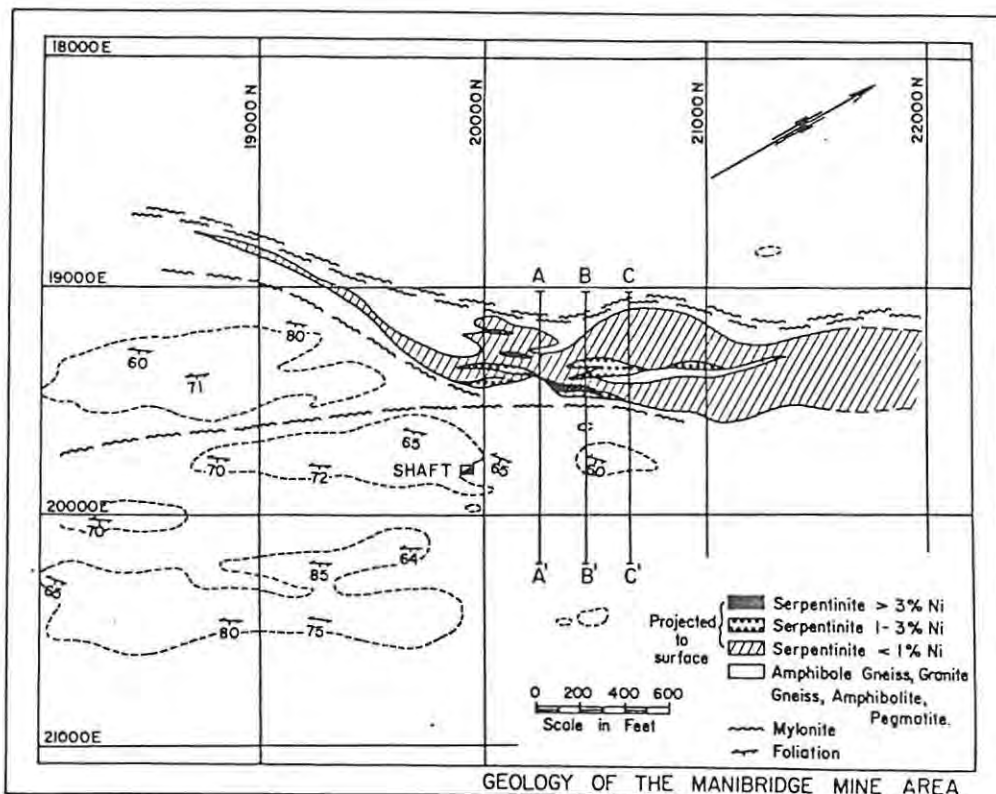 18000E
19000N
20000N
21000N
22000N
19000E
A B C
80
60
71
65
70
72
SHAFT
65
60
20000E
70
64
85
65
80
75
A' B' C'
Projected to surface
Serpentinite > 3% Ni
Serpentinite 1-3% Ni
Serpentinite < 1% Ni
Amphibole Gneiss, Granite
Gneiss, Amphibolite,
Pegmatite.
Mylonite
Foliation
0 200 400 600
Scale in Feet
21000E
GEOLOGY OF THE MANIBRIDGE MINE AREA